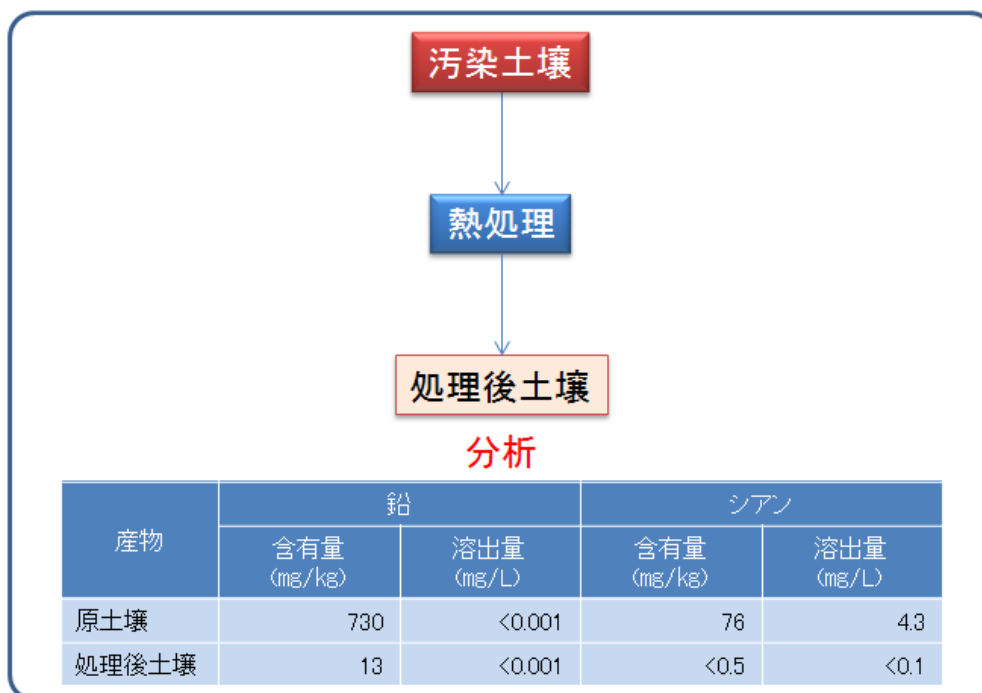 汚染土壌
熱処理
処理後土壌
分析
産物 鉛 シアン
含有量 (mg/kg) 溶出量 (mg/L) 含有量 (mg/kg) 溶出量 (mg/L)
原土壌 730 <0.001 76 4.3
処理後土壌 13 <0.001 <0.5 <0.1